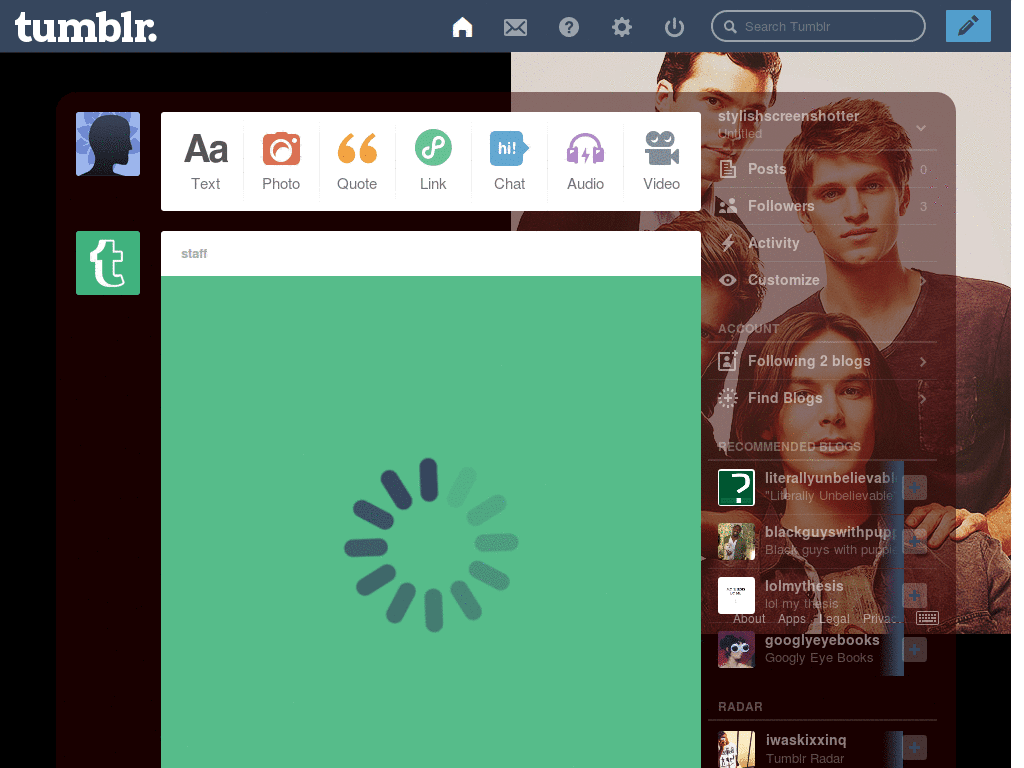 tumblr.
Search Tumblr
Aa
hi!
Text
Photo
Quote
Link
Chat
Audio
Video
staff
stylishscreenshotter
Untitled
Posts 0
Followers 3
Activity
Customize
ACCOUNT
Following 2 blogs
Find Blogs
RECOMMENDED BLOGS
literallyunbelievabl
"Literally Unbelievable
blackguyswithpupp
Black guys with puppie
lolmythesis
lol my thesis
About Apps Legal Privac
googlyeyebooks
Googly Eye Books
RADAR
iwaskixxinq
Tumblr Radar